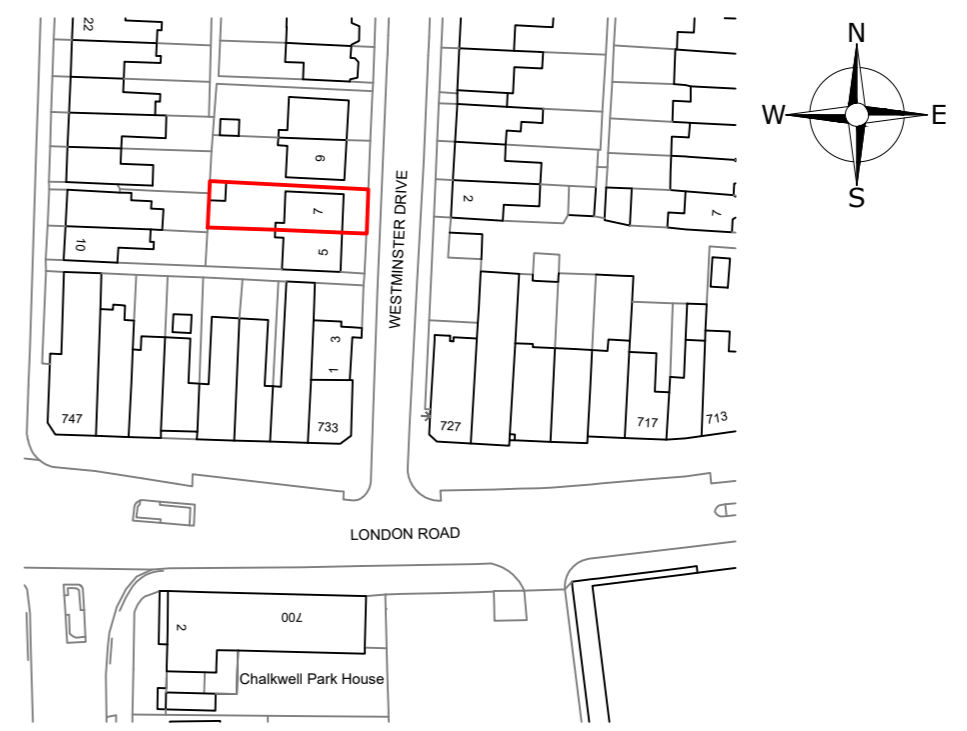 22
9
7
5
10
WESTMINSTER DRIVE
2
7
3
1
747
733
727
717
713
LONDON ROAD
2
700
Chalkwell Park House
N
W
E
S